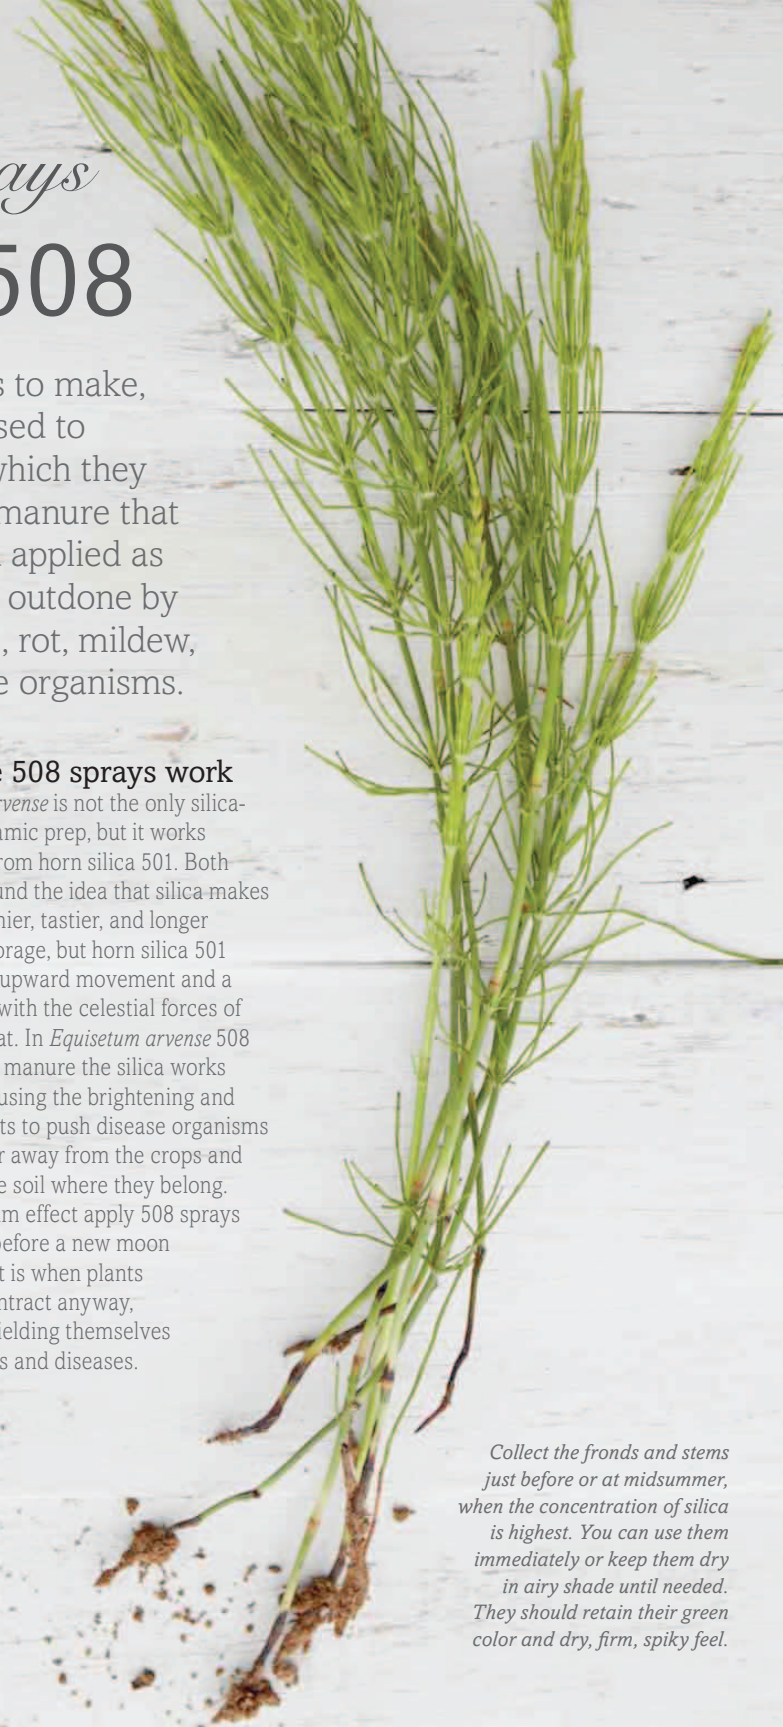 ays
508
s to make,
sed to
which they
manure that
applied as
outdone by
, rot, mildew,
e organisms.
e 508 sprays work
rvense is not the only silica-
amic prep, but it works
rom horn silica 501. Both
und the idea that silica makes
hier, tastier, and longer
orage, but horn silica 501
upward movement and a
with the celestial forces of
at. In Equisetum arvense 508
manure the silica works
using the brightening and
ts to push disease organisms
r away from the crops and
e soil where they belong.
m effect apply 508 sprays
before a new moon
t is when plants
ntract anyway,
ielding themselves
s and diseases.
Collect the fronds and stems
just before or at midsummer,
when the concentration of silica
is highest. You can use them
immediately or keep them dry
in airy shade until needed.
They should retain their green
color and dry, firm, spiky feel.